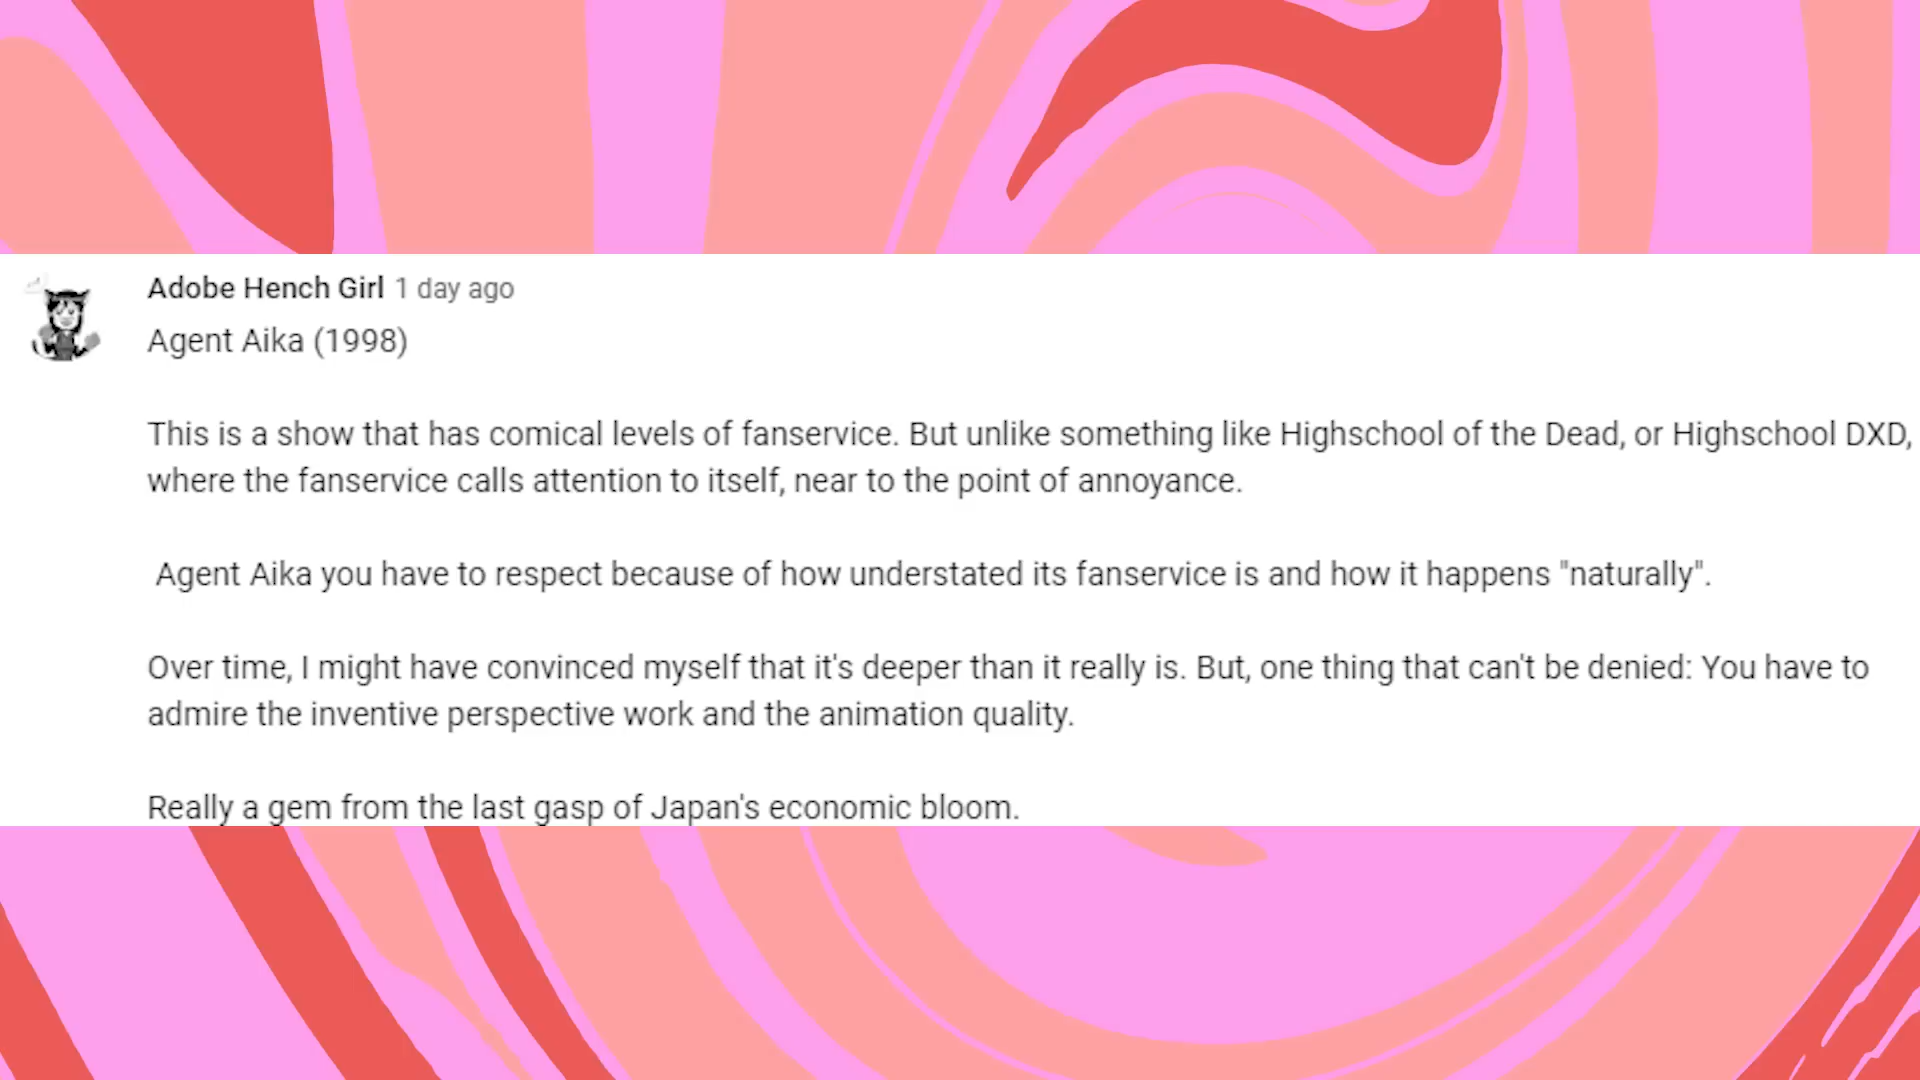 Adobe Hench Girl 1 day ago
Agent Aika (1998)
This is a show that has comical levels of fanservice. But unlike something like Highschool of the Dead, or Highschool DXD,
where the fanservice calls attention to itself, near to the point of annoyance.
Agent Aika you have to respect because of how understated its fanservice is and how it happens "naturally".
Over time, I might have convinced myself that it's deeper than it really is. But, one thing that can't be denied: You have to
admire the inventive perspective work and the animation quality.
Really a gem from the last gasp of Japan's economic bloom.